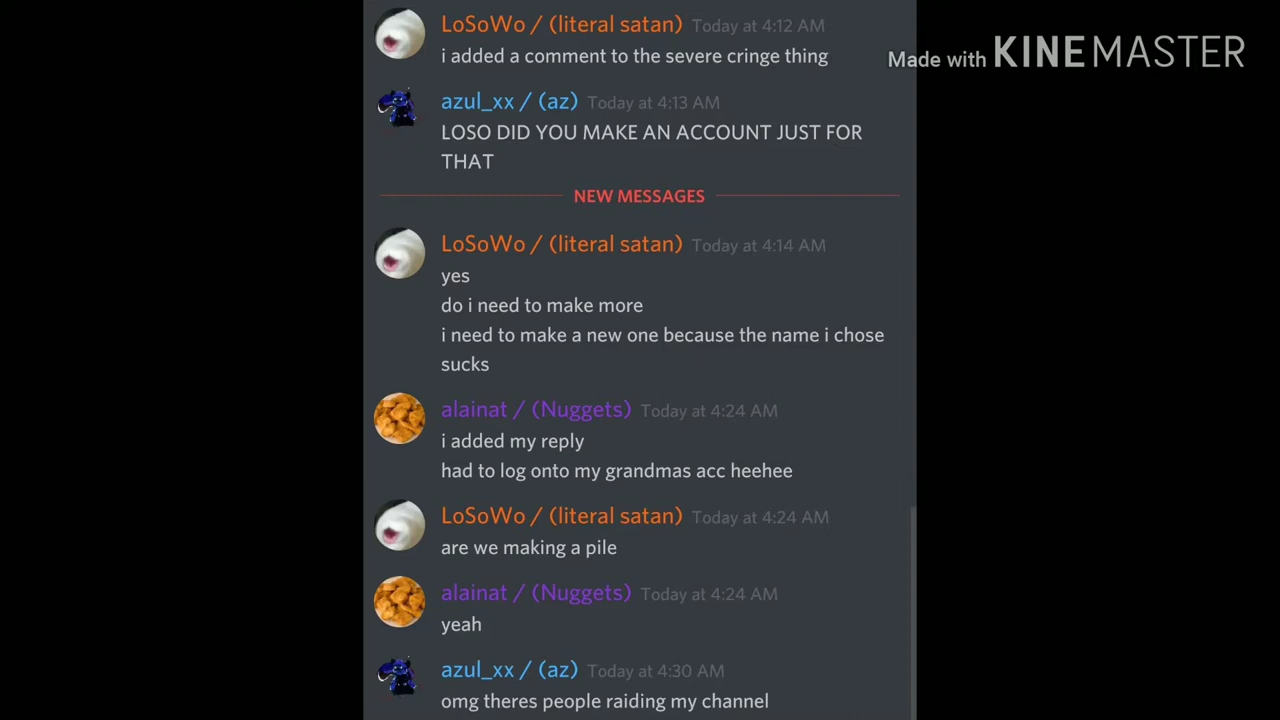 LoSoWo / (literal satan) Today at 4:12 AM
i added a comment to the severe cringe thing
Made with KINEMASTER
azul_xx / (az) Today at 4:13 AM
LOSO DID YOU MAKE AN ACCOUNT JUST FOR
THAT
NEW MESSAGES
LoSoWo / (literal satan) Today at 4:14 AM
yes
do i need to make more
i need to make a new one because the name i chose
sucks
alainat / (Nuggets) Today at 4:24 AM
i added my reply
had to log onto my grandmas acc heehee
LoSoWo / (literal satan) Today at 4:24 AM
are we making a pile
alainat / (Nuggets) Today at 4:24 AM
yeah
azul_xx / (az) Today at 4:30 AM
omg theres people raiding my channel